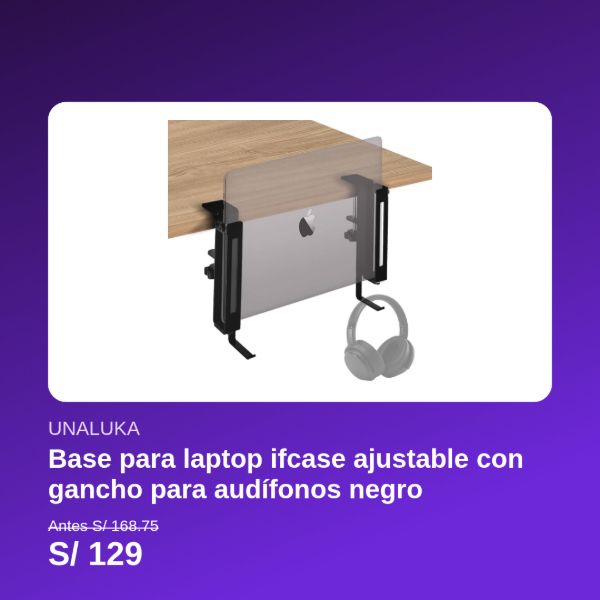 UNALUKA
Base para laptop ifcase ajustable con
gancho para audífonos negro
Antes S/ 168.75
S/ 129